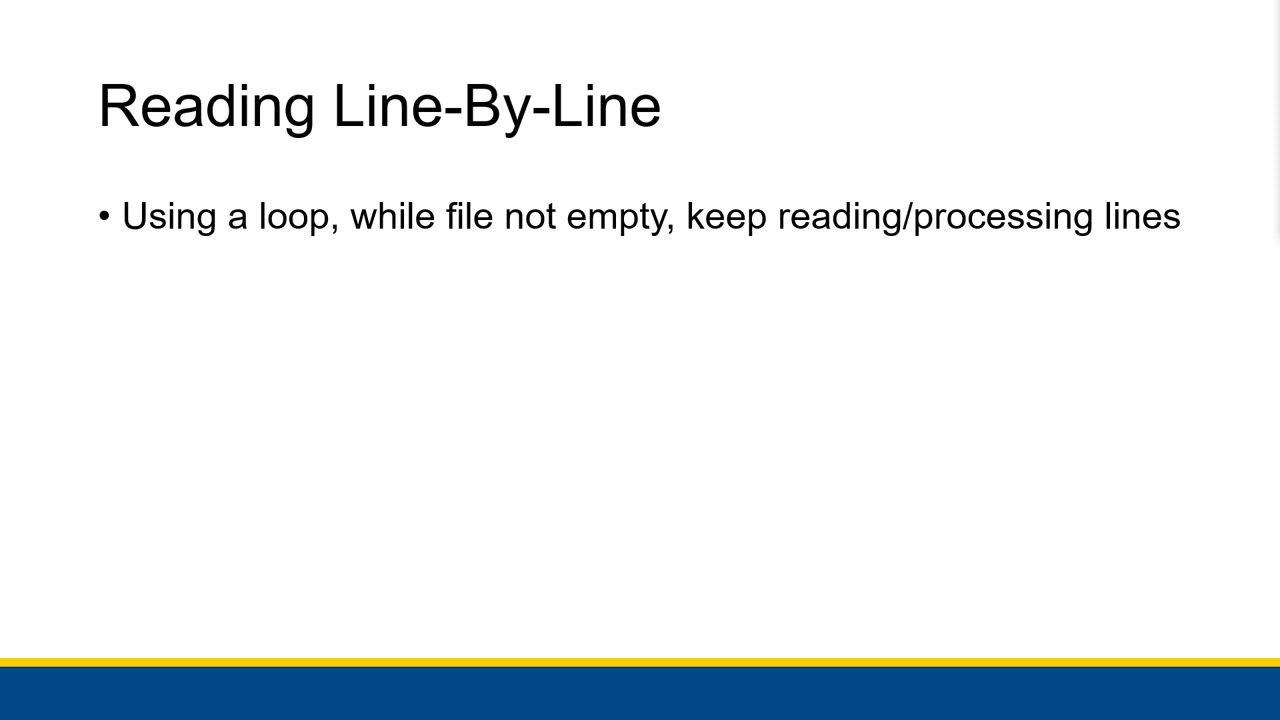 Reading Line-By-Line
• Using a loop, while file not empty, keep reading/processing lines